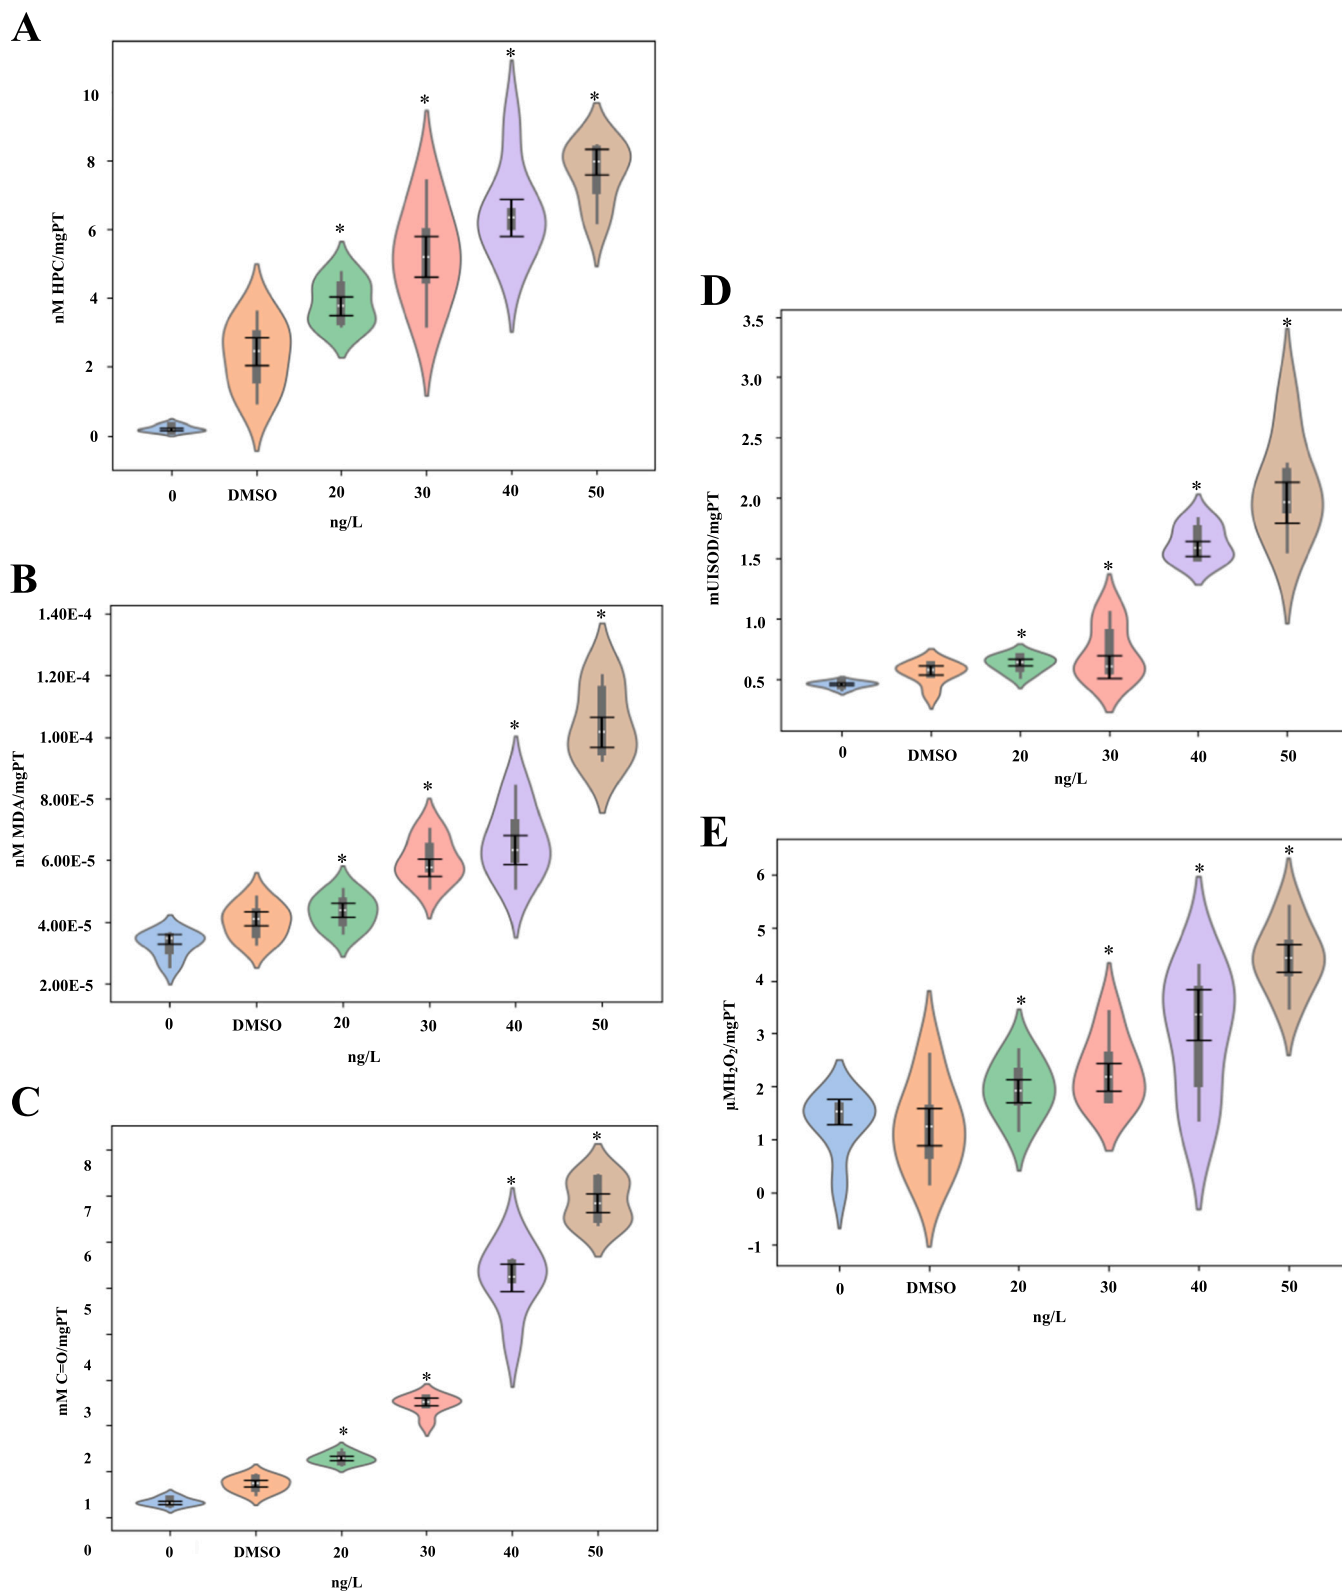 A
*
*
*
*
10
8
6
4
2
0
nM HPC/mgPT
0 DMSO 20 30 40 50
ng/L
B
*
*
*
*
1.40E-4
1.20E-4
1.00E-4
8.00E-5
6.00E-5
4.00E-5
2.00E-5
nM MDA/mgPT
0 DMSO 20 30 40 50
ng/L
C
*
*
*
*
8
7
6
5
4
3
2
1
0
mM C=O/mgPT
0 DMSO 20 30 40 50
ng/L
D
*
*
*
*
3.5
3.0
2.5
2.0
1.5
1.0
0.5
mUISOD/mgPT
0 DMSO 20 30 40 50
ng/L
E
*
*
*
*
6
5
4
3
2
1
0
-1
µMH₂O₂/mgPT
0 DMSO 20 30 40 50
ng/L